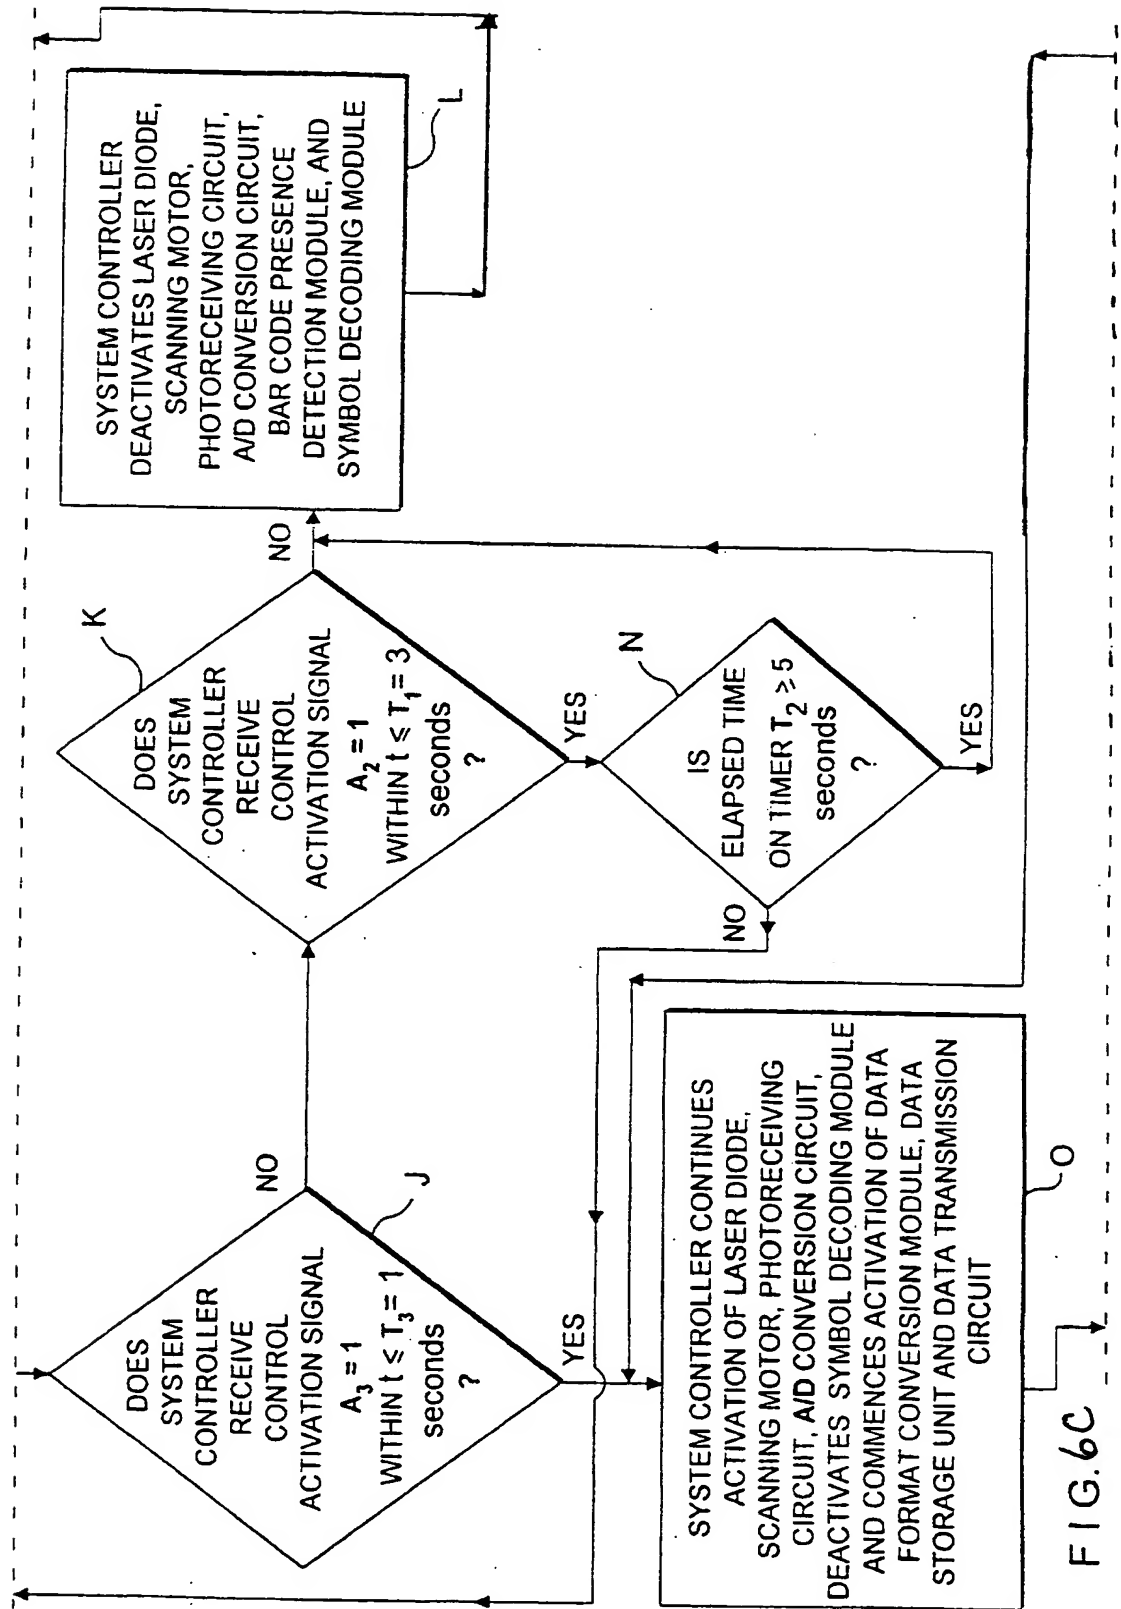 DOES
SYSTEM
CONTROLLER
RECEIVE
CONTROL
ACTIVATION SIGNAL
A3 = 1
WITHIN t ≤ T3 = 1
seconds
?
J
NO
YES
DOES
SYSTEM
CONTROLLER
RECEIVE
CONTROL
ACTIVATION SIGNAL
A2 = 1
WITHIN t ≤ T1 = 3
seconds
?
K
NO
YES
SYSTEM CONTROLLER
DEACTIVATES LASER DIODE,
SCANNING MOTOR,
PHOTORECEIVING CIRCUIT,
A/D CONVERSION CIRCUIT,
BAR CODE PRESENCE
DETECTION MODULE, AND
SYMBOL DECODING MODULE
L
IS
ELAPSED TIME
ON TIMER T2 ≥ 5
seconds
?
N
NO
YES
SYSTEM CONTROLLER CONTINUES
ACTIVATION OF LASER DIODE,
SCANNING MOTOR, PHOTORECEIVING
CIRCUIT, A/D CONVERSION CIRCUIT,
DEACTIVATES SYMBOL DECODING MODULE
AND COMMENCES ACTIVATION OF DATA
FORMAT CONVERSION MODULE, DATA
STORAGE UNIT AND DATA TRANSMISSION
CIRCUIT
O
FIG. 6C